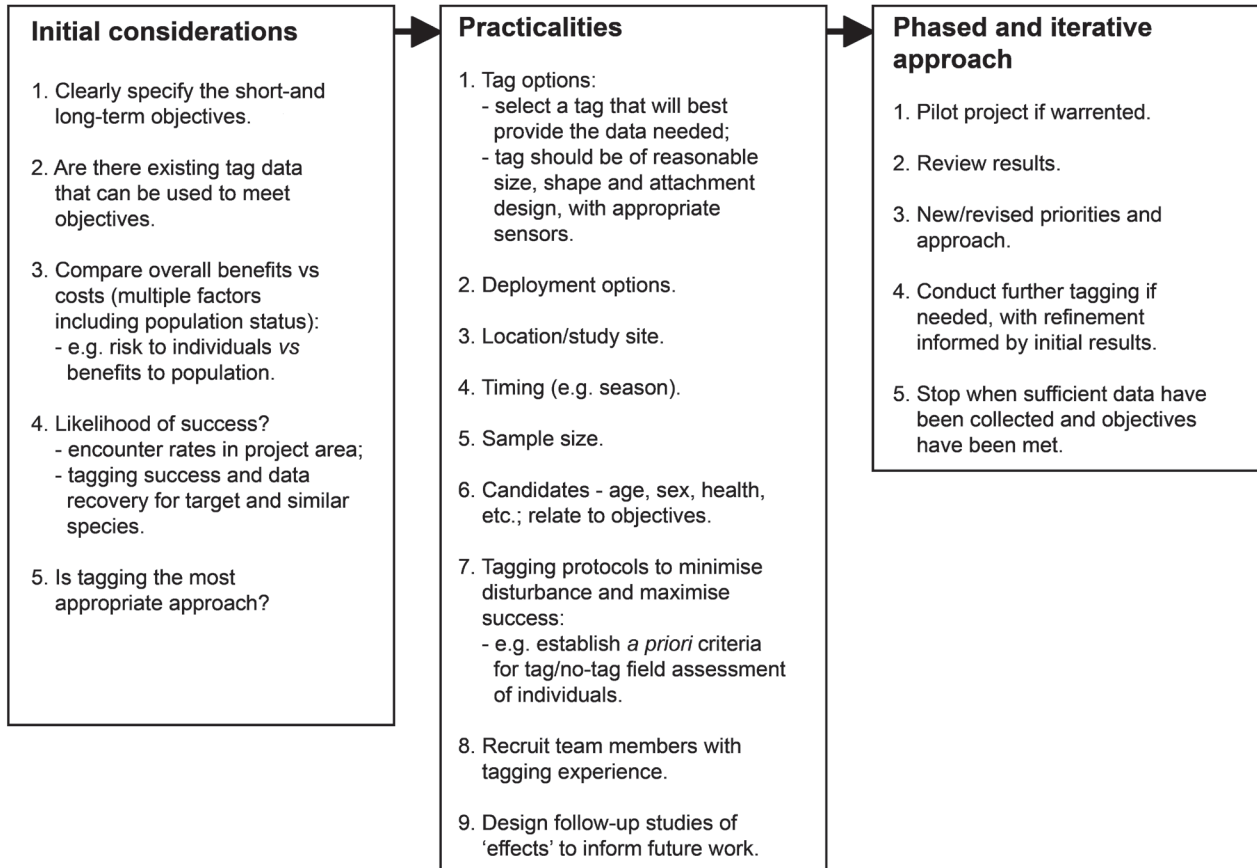 Initial considerations
1. Clearly specify the short-and
long-term objectives.
2. Are there existing tag data
that can be used to meet
objectives.
3. Compare overall benefits vs
costs (multiple factors
including population status):
- e.g. risk to individuals vs
benefits to population.
4. Likelihood of success?
- encounter rates in project area;
- tagging success and data
recovery for target and similar
species.
5. Is tagging the most
appropriate approach?
Practicalities
1. Tag options:
- select a tag that will best
provide the data needed;
- tag should be of reasonable
size, shape and attachment
design, with appropriate
sensors.
2. Deployment options.
3. Location/study site.
4. Timing (e.g. season).
5. Sample size.
6. Candidates - age, sex, health,
etc.; relate to objectives.
7. Tagging protocols to minimise
disturbance and maximise
success:
- e.g. establish a priori criteria
for tag/no-tag field assessment
of individuals.
8. Recruit team members with
tagging experience.
9. Design follow-up studies of
‘effects’ to inform future work.
Phased and iterative
approach
1. Pilot project if warrented.
2. Review results.
3. New/revised priorities and
approach.
4. Conduct further tagging if
needed, with refinement
informed by initial results.
5. Stop when sufficient data have
been collected and objectives
have been met.